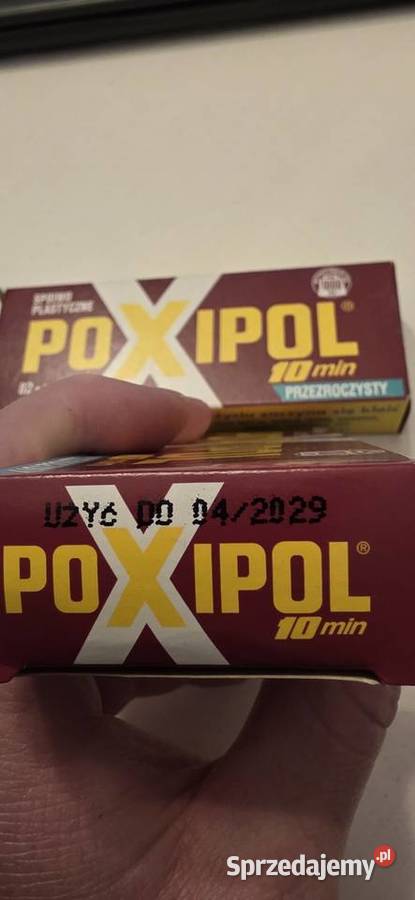 SPOIWO
PLASTYCZNE
POXIPOL®
10 min
PRZEZROCZYSTY
UŻYĆ DO 04/2029
POXIPOL®
10 min
Sprzedajemy.pl